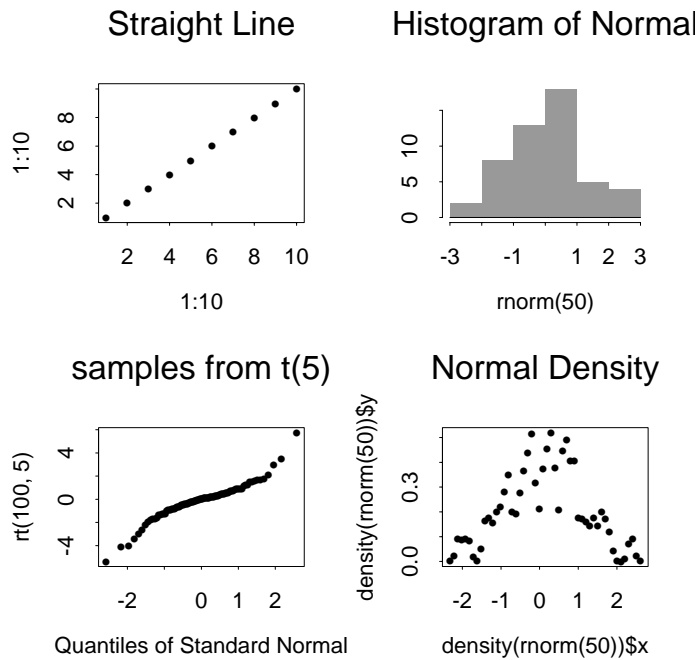 Straight Line
1:10
8
6
4
2
2 4 6 8 10
1:10
Histogram of Normal
10
5
0
-3 -1 1 2 3
rnorm(50)
samples from t(5)
rt(100, 5)
4
0
-4
-2 0 1 2
Quantiles of Standard Normal
Normal Density
density(rnorm(50))$y
0.3
0.0
-2 -1 0 1 2
density(rnorm(50))$x